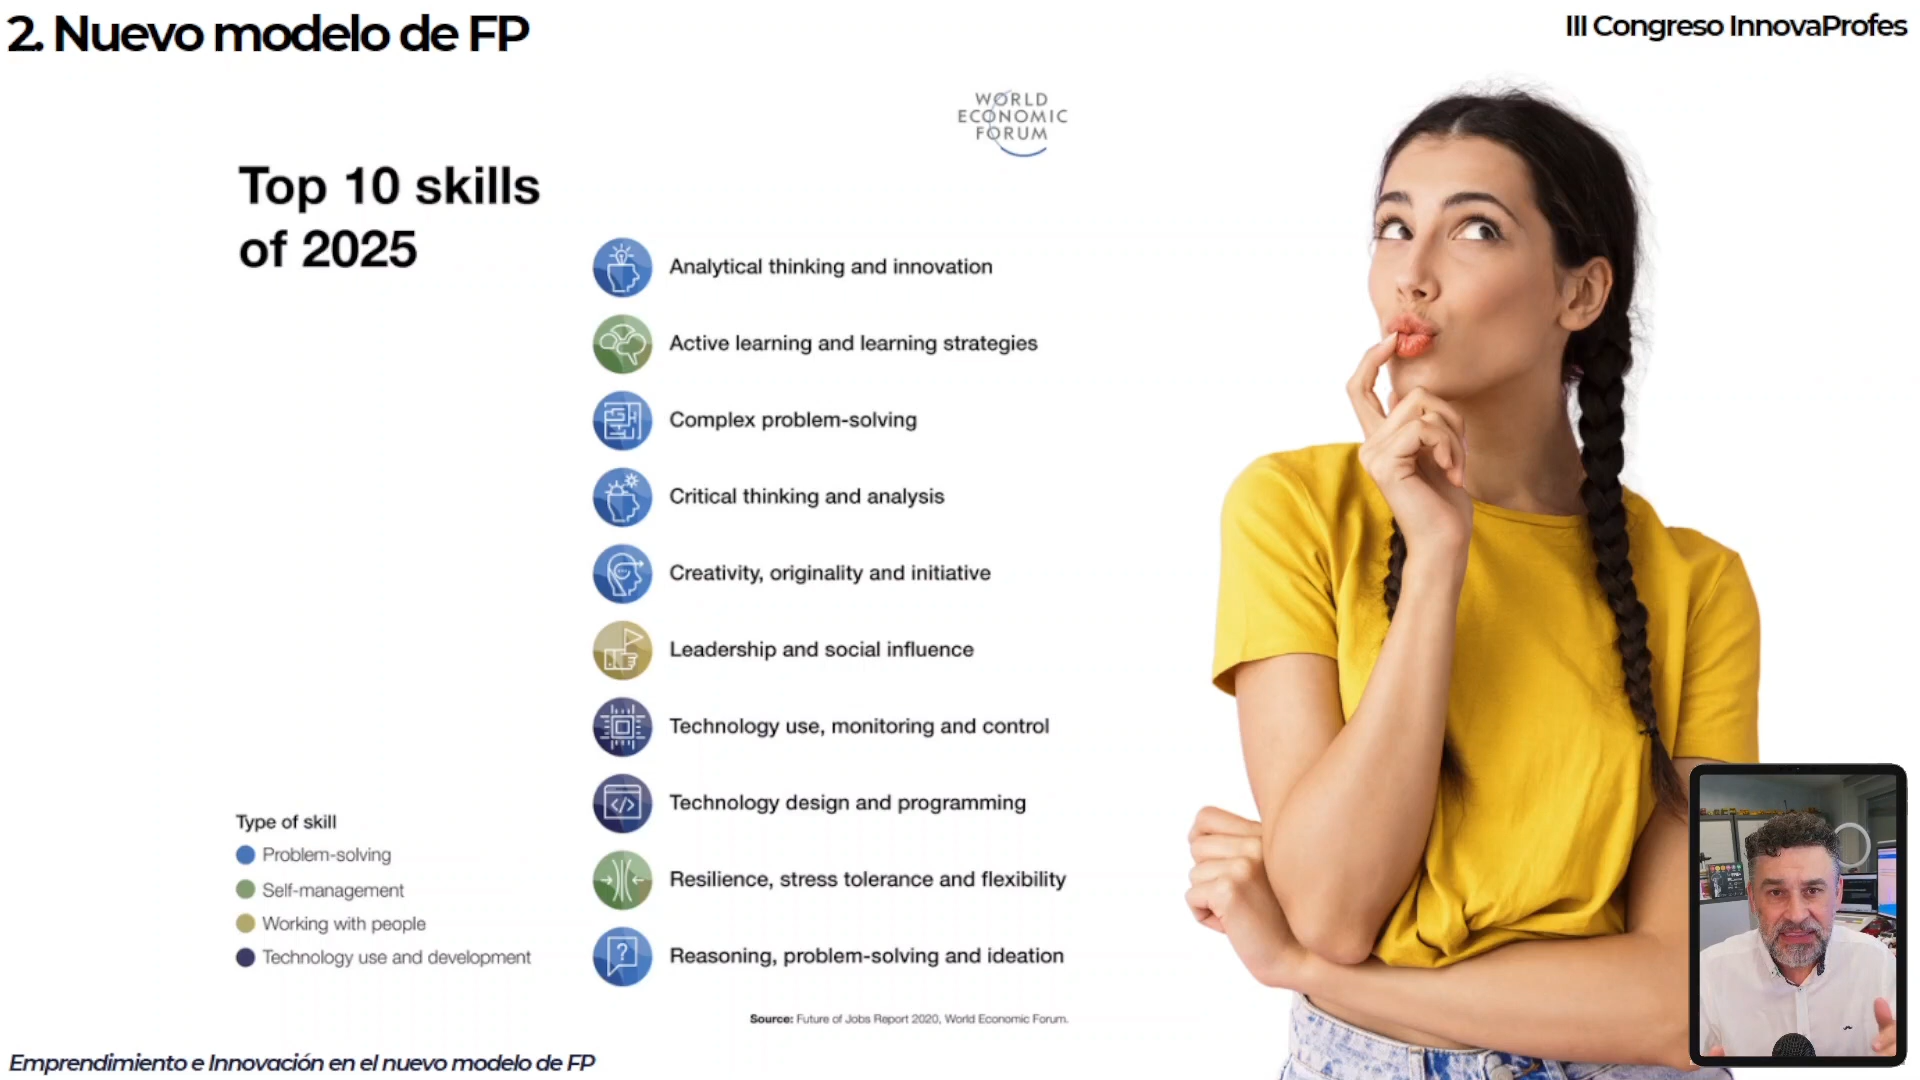 2. Nuevo modelo de FP
III Congreso InnovaProfes
WORLD
ECONOMIC
FORUM
Top 10 skills
of 2025
Analytical thinking and innovation
Active learning and learning strategies
Complex problem-solving
Critical thinking and analysis
Creativity, originality and initiative
Leadership and social influence
Technology use, monitoring and control
Technology design and programming
Resilience, stress tolerance and flexibility
Reasoning, problem-solving and ideation
Type of skill
Problem-solving
Self-management
Working with people
Technology use and development
Source: Future of Jobs Report 2020, World Economic Forum.
Emprendimiento e Innovación en el nuevo modelo de FP